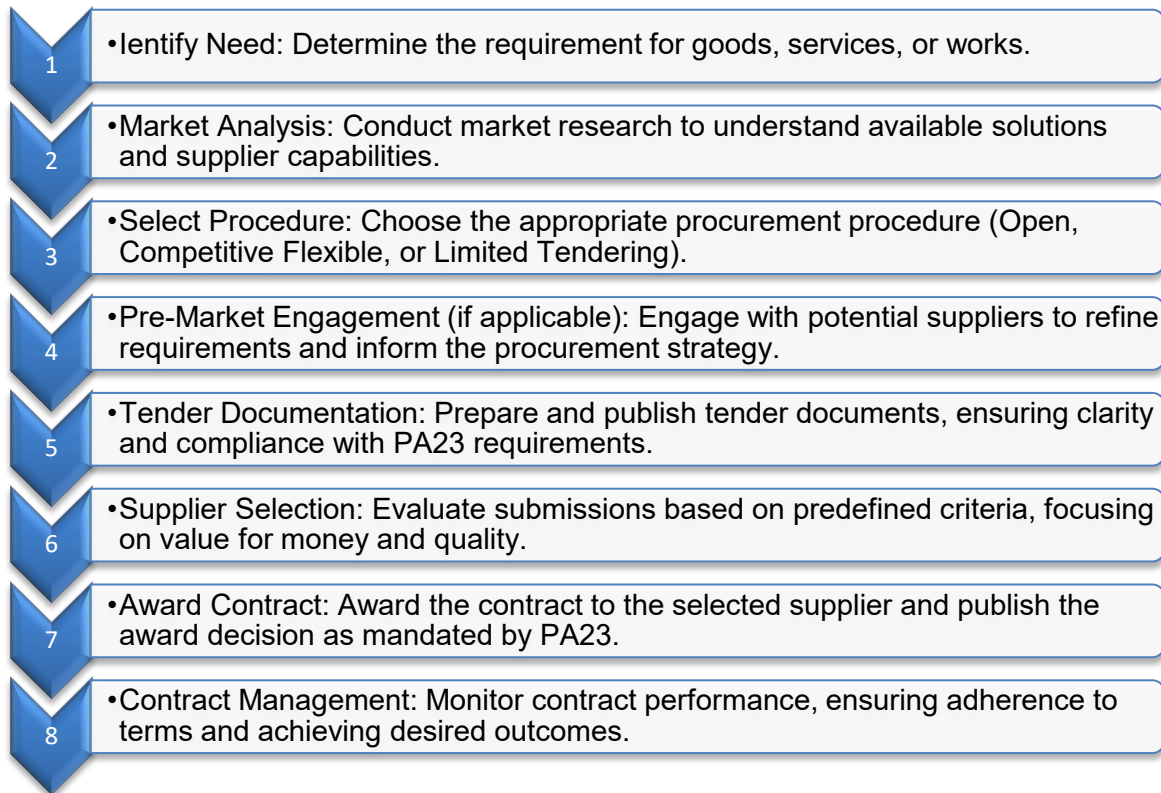 1
•Ientify Need: Determine the requirement for goods, services, or works.
2
•Market Analysis: Conduct market research to understand available solutions
and supplier capabilities.
3
•Select Procedure: Choose the appropriate procurement procedure (Open,
Competitive Flexible, or Limited Tendering).
4
•Pre-Market Engagement (if applicable): Engage with potential suppliers to refine
requirements and inform the procurement strategy.
5
•Tender Documentation: Prepare and publish tender documents, ensuring clarity
and compliance with PA23 requirements.
6
•Supplier Selection: Evaluate submissions based on predefined criteria, focusing
on value for money and quality.
7
•Award Contract: Award the contract to the selected supplier and publish the
award decision as mandated by PA23.
8
•Contract Management: Monitor contract performance, ensuring adherence to
terms and achieving desired outcomes.